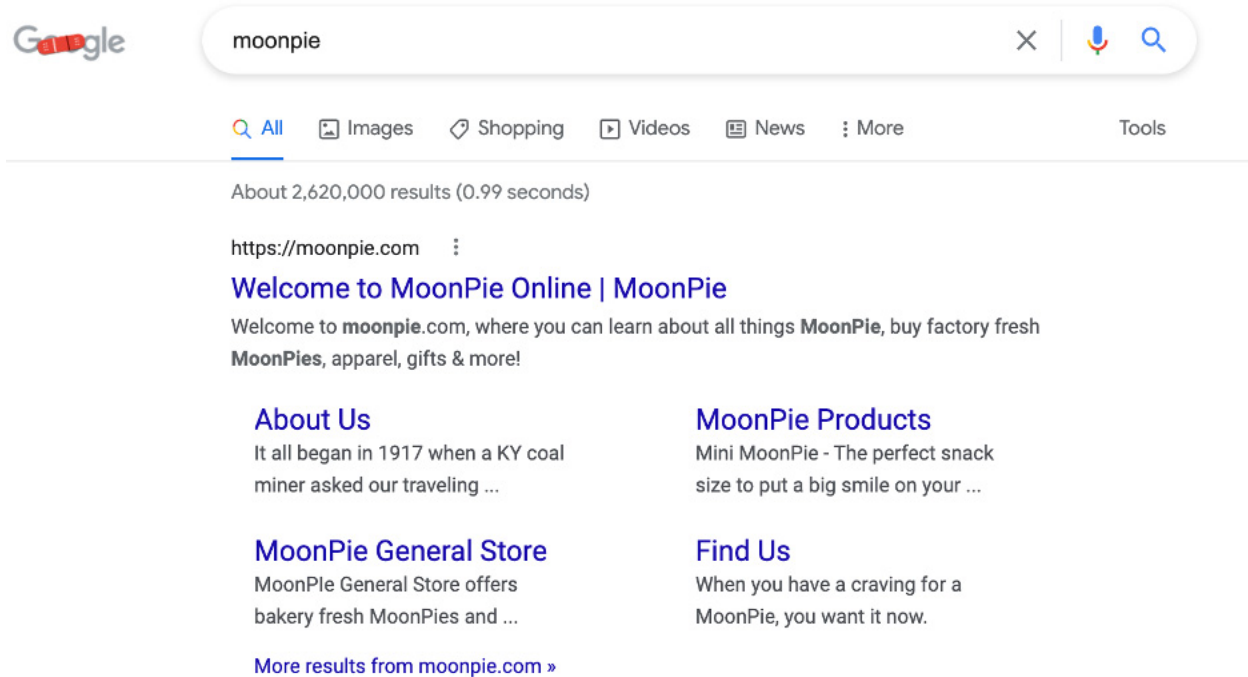 Google
moonpie
All Images Shopping Videos News More Tools
About 2,620,000 results (0.99 seconds)
https://moonpie.com
Welcome to MoonPie Online | MoonPie
Welcome to moonpie.com, where you can learn about all things MoonPie, buy factory fresh
MoonPies, apparel, gifts & more!
About Us
It all began in 1917 when a KY coal
miner asked our traveling ...
MoonPie Products
Mini MoonPie - The perfect snack
size to put a big smile on your ...
MoonPie General Store
MoonPIe General Store offers
bakery fresh MoonPies and ...
Find Us
When you have a craving for a
MoonPie, you want it now.
More results from moonpie.com »